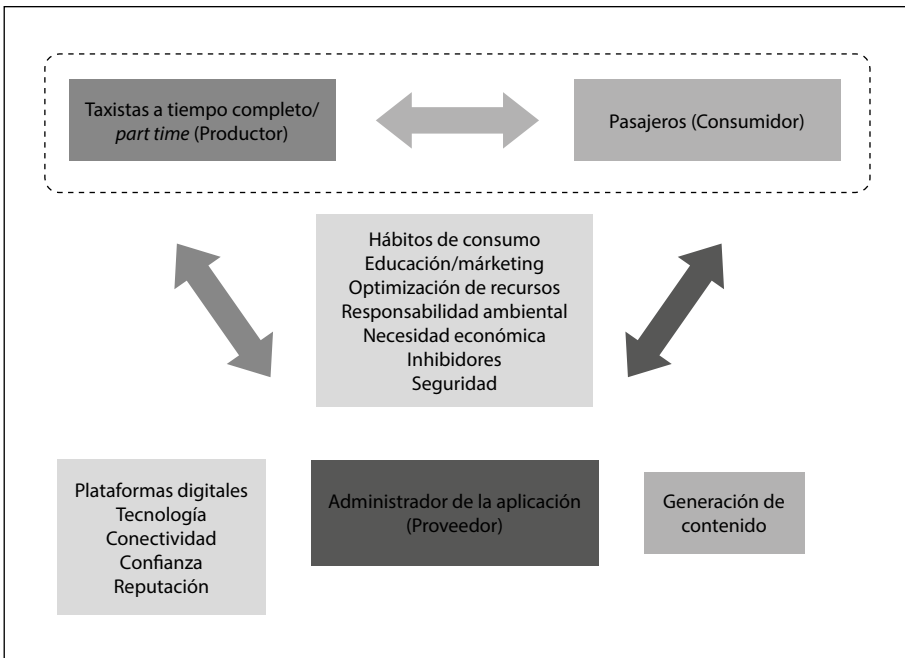 Taxistas a tiempo completo/
part time (Productor)
Pasajeros (Consumidor)
Hábitos de consumo
Educación/márketing
Optimización de recursos
Responsabilidad ambiental
Necesidad económica
Inhibidores
Seguridad
Plataformas digitales
Tecnología
Conectividad
Confianza
Reputación
Administrador de la aplicación
(Proveedor)
Generación de
contenido